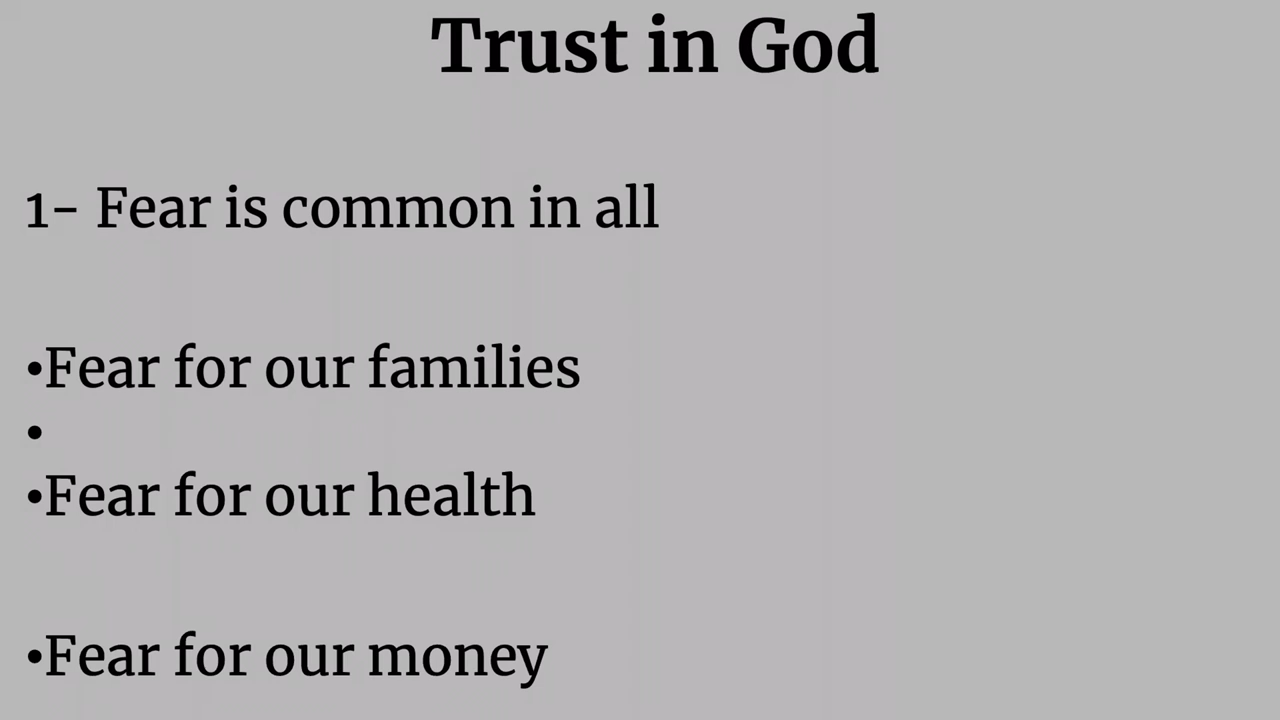 Trust in God
1- Fear is common in all
•Fear for our families
•
•Fear for our health
•Fear for our money